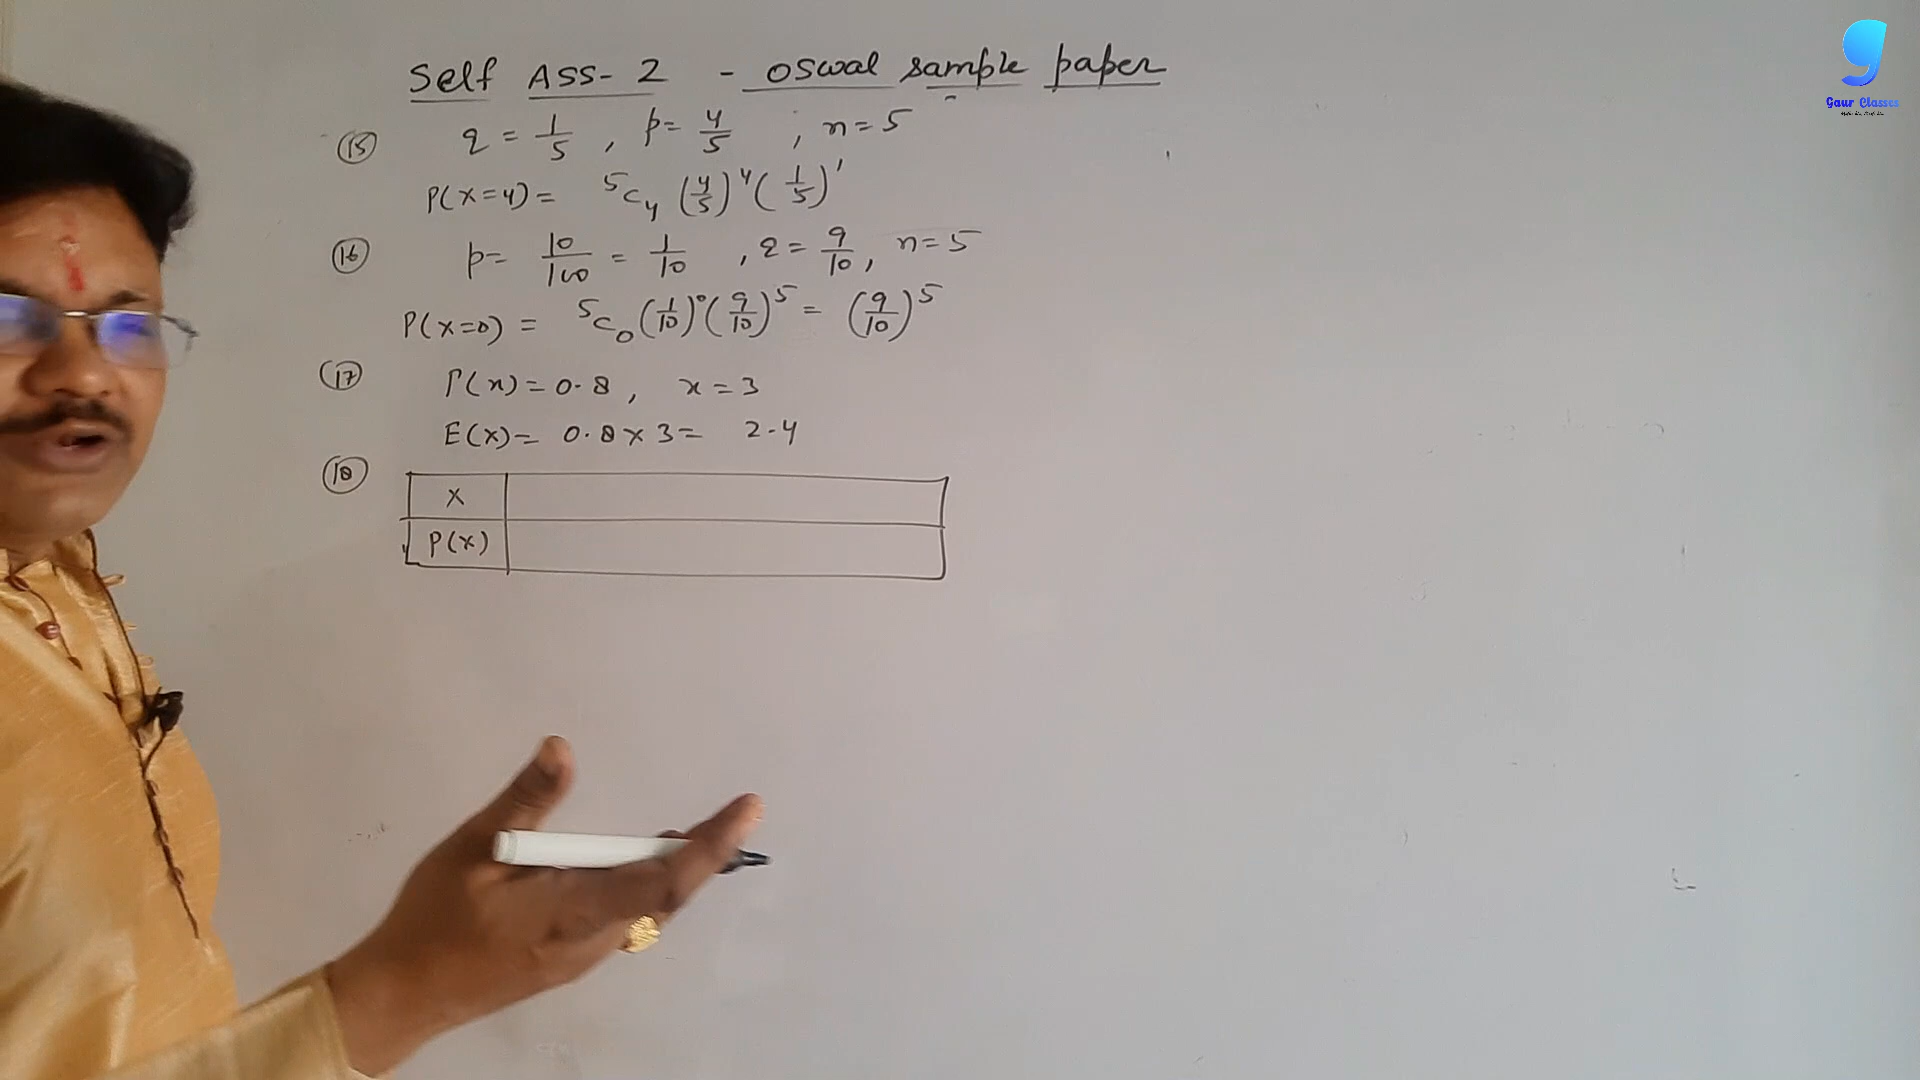 Self ASS- 2 - Oswal sample paper
(15) q = 1/5 , p = 4/5 , n = 5
P(X=4) = ⁵C₄ (4/5)⁴ (1/5)¹
(16) p = 10/100 = 1/10 , q = 9/10 , n = 5
P(X=0) = ⁵C₀ (1/10)⁰ (9/10)⁵ = (9/10)⁵
(17) P(x) = 0.8 , x = 3
E(X) = 0.8 × 3 = 2.4
(18)
X
P(X)
g
Gaur Classes